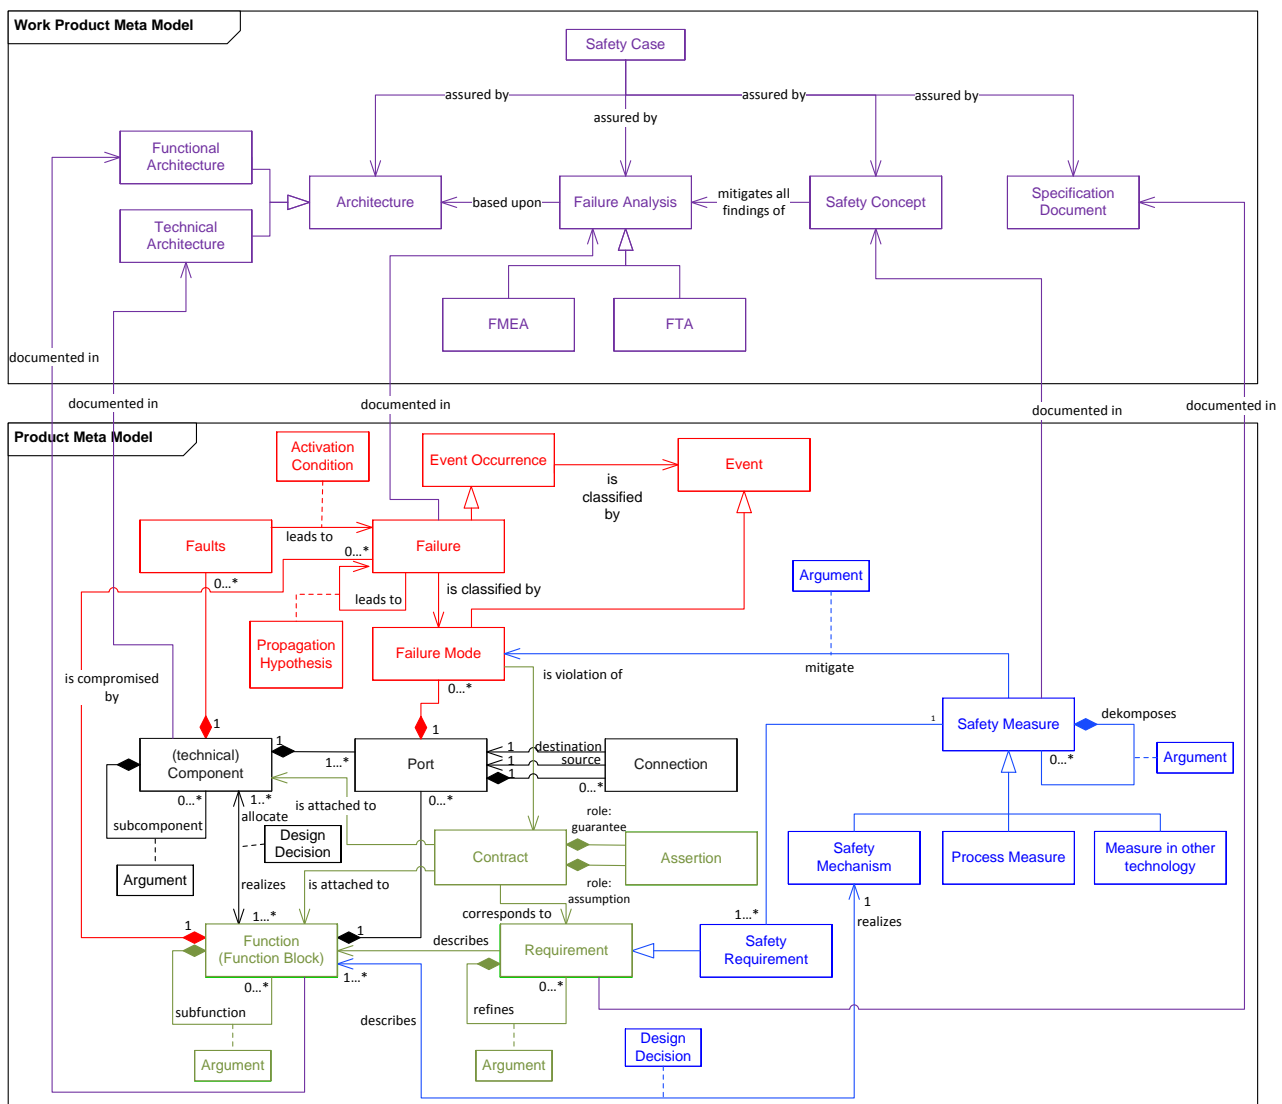 Work Product Meta Model
Safety Case
assured by
assured by
assured by
assured by
Functional
Architecture
Technical
Architecture
Architecture
based upon
Failure Analysis
mitigates all
findings of
Safety Concept
Specification
Document
FMEA
FTA
documented in
documented in
documented in
documented in
documented in
Product Meta Model
Activation
Condition
Event Occurrence
is
classified
by
Event
Faults
leads to
0...*
Failure
0...*
leads to
is classified by
Argument
Propagation
Hypothesis
Failure Mode
0...*
is violation of
mitigate
is compromised
by
1
1
1
Safety Measure
dekomposes
0...*
Argument
(technical)
Component
1
1...*
Port
1
destination
1
source
1
0...*
Connection
0...*
1..*
0...*
subcomponent
allocate
is attached to
Design
Decision
Argument
realizes
is attached to
Contract
role:
guarantee
role:
assumption
Assertion
Safety
Mechanism
Process Measure
Measure in other
technology
1
realizes
corresponds to
1...*
1
1...*
1
Function
(Function Block)
describes
Requirement
Safety
Requirement
0...*
1...*
0...*
subfunction
describes
refines
Argument
Argument
Design
Decision